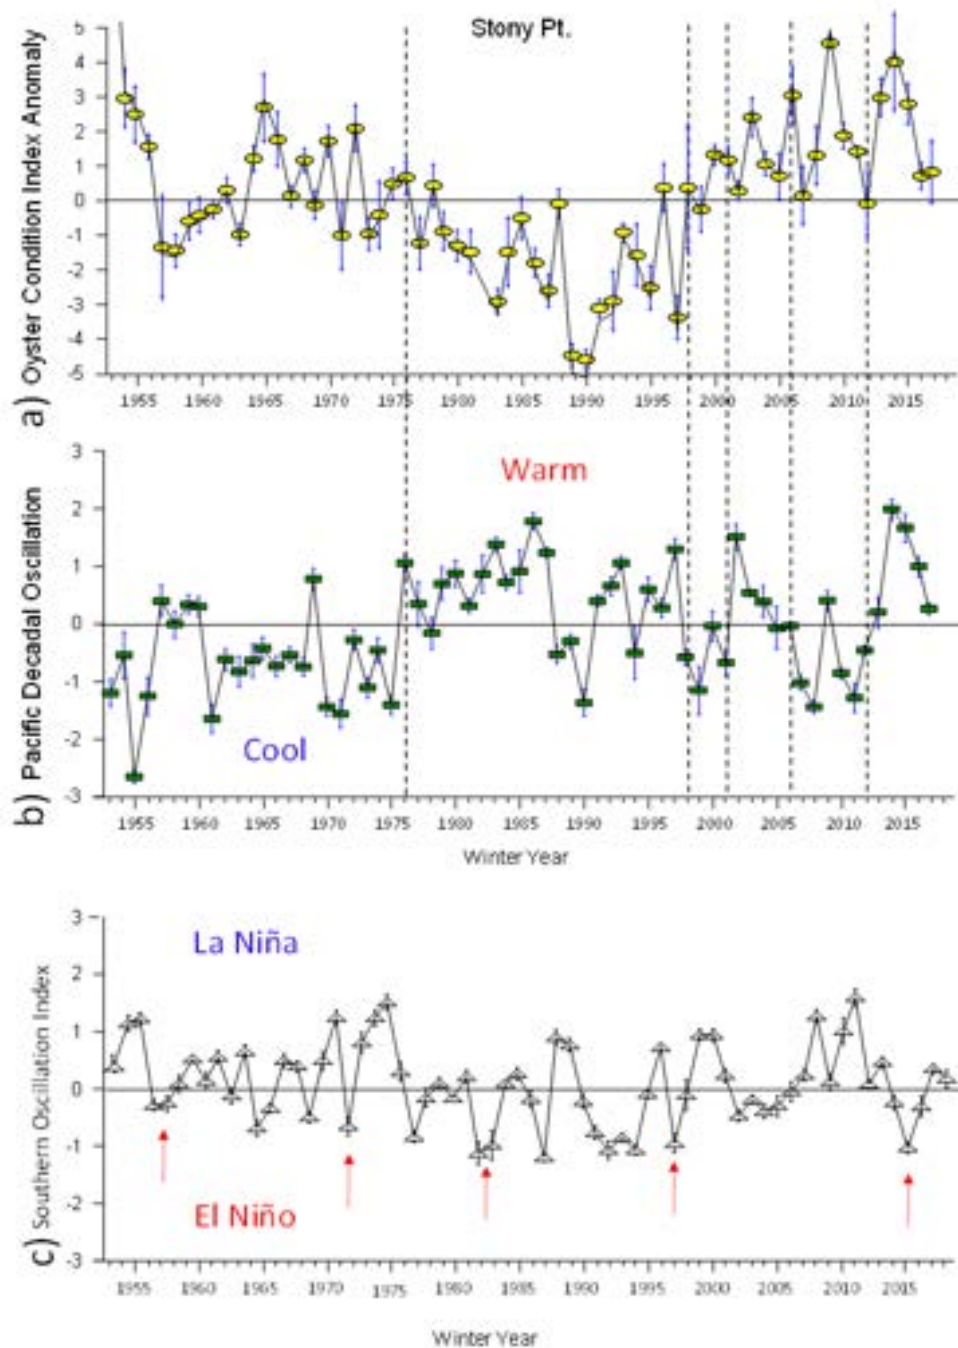 Stony Pt.
a) Oyster Condition Index Anomaly
5
4
3
2
1
0
-1
-2
-3
-4
-5
1955 1960 1965 1970 1975 1980 1985 1990 1995 2000 2005 2010 2015
b) Pacific Decadal Oscillation
3
2
1
0
-1
-2
-3
Warm
Cool
1955 1960 1965 1970 1975 1980 1985 1990 1995 2000 2005 2010 2015
Winter Year
c) Southern Oscillation Index
3
2
1
0
-1
-2
-3
La Niña
El Niño
1955 1960 1965 1970 1975 1980 1985 1990 1995 2000 2005 2010 2015
Winter Year